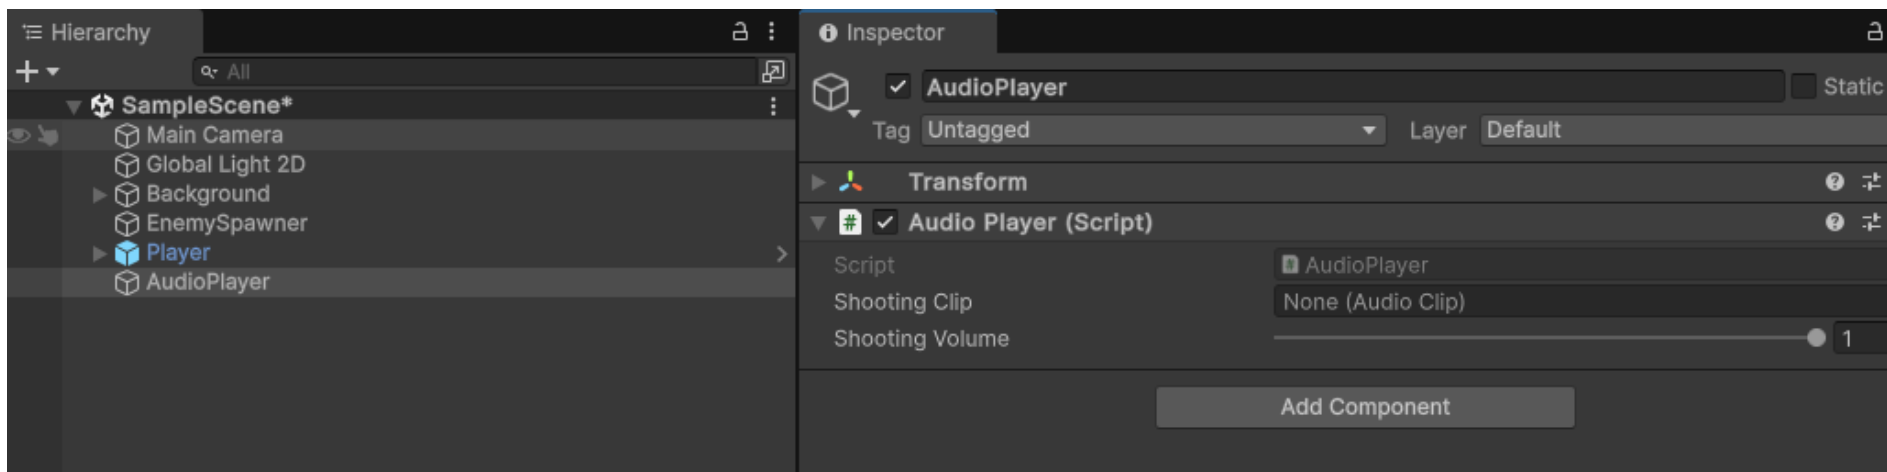 Hierarchy
All
SampleScene*
Main Camera
Global Light 2D
Background
EnemySpawner
Player
AudioPlayer
Inspector
AudioPlayer
Static
Tag Untagged Layer Default
Transform
# Audio Player (Script)
Script AudioPlayer
Shooting Clip None (Audio Clip)
Shooting Volume 1
Add Component